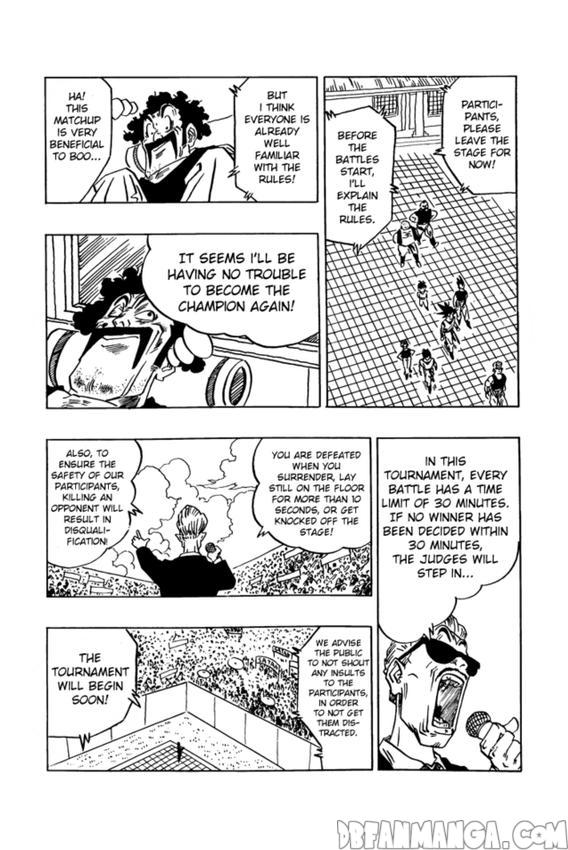 PARTICI-
PANTS,
PLEASE
LEAVE THE
STAGE FOR
NOW!
BEFORE
THE
BATTLES
START,
I'LL
EXPLAIN
THE
RULES.
BUT
I THINK
EVERYONE IS
ALREADY
WELL
FAMILIAR
WITH THE
RULES!
HA!
THIS
MATCHUP
IS VERY
BENEFICIAL
TO BOO...
IT SEEMS I'LL BE
HAVING NO TROUBLE
TO BECOME THE
CHAMPION AGAIN!
IN THIS
TOURNAMENT, EVERY
BATTLE HAS A TIME
LIMIT OF 30 MINUTES.
IF NO WINNER HAS
BEEN DECIDED WITHIN
30 MINUTES,
THE JUDGES WILL
STEP IN...
YOU ARE DEFEATED
WHEN YOU
SURRENDER, LAY
STILL ON THE FLOOR
FOR MORE THAN 10
SECONDS, OR GET
KNOCKED OFF THE
STAGE!
ALSO, TO
ENSURE THE
SAFETY OF OUR
PARTICIPANTS,
KILLING AN
OPPONENT WILL
RESULT IN
DISQUALI-
FICATION!
WE ADVISE
THE PUBLIC
TO NOT SHOUT
ANY INSULTS
TO THE
PARTICIPANTS,
IN ORDER
TO NOT GET
THEM DIS-
TRACTED.
THE
TOURNAMENT
WILL BEGIN
SOON!
DBFANMANGA.COM